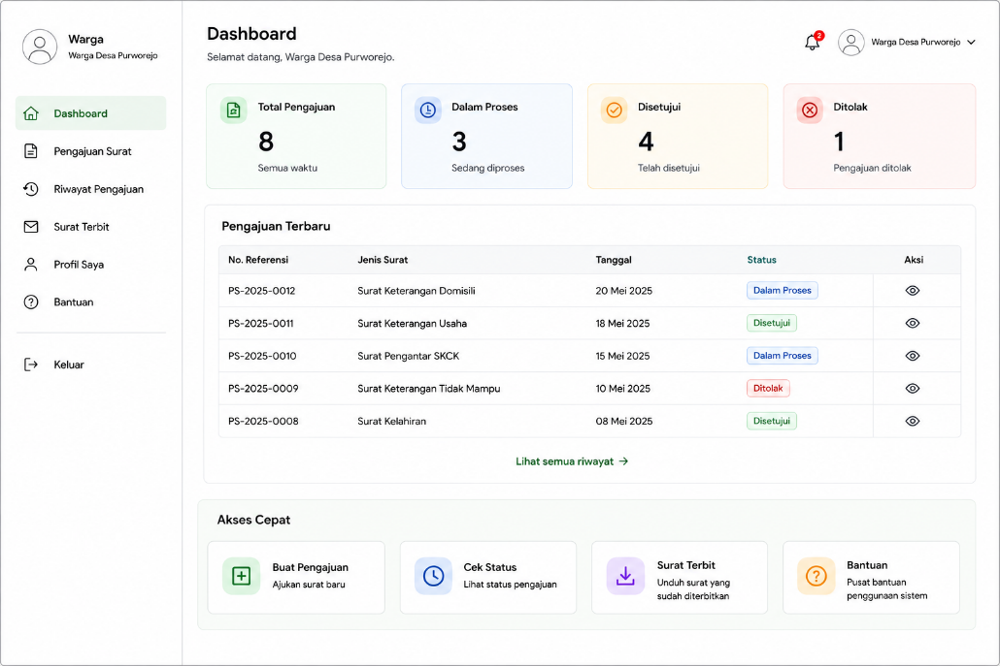 Warga
Warga Desa Purworejo
Dashboard
Pengajuan Surat
Riwayat Pengajuan
Surat Terbit
Profil Saya
Bantuan
Keluar
Dashboard
Selamat datang, Warga Desa Purworejo.
2
Warga Desa Purworejo
Total Pengajuan
8
Semua waktu
Dalam Proses
3
Sedang diproses
Disetujui
4
Telah disetujui
Ditolak
1
Pengajuan ditolak
Pengajuan Terbaru
No. Referensi Jenis Surat Tanggal Status Aksi
PS-2025-0012 Surat Keterangan Domisili 20 Mei 2025 Dalam Proses
PS-2025-0011 Surat Keterangan Usaha 18 Mei 2025 Disetujui
PS-2025-0010 Surat Pengantar SKCK 15 Mei 2025 Dalam Proses
PS-2025-0009 Surat Keterangan Tidak Mampu 10 Mei 2025 Ditolak
PS-2025-0008 Surat Kelahiran 08 Mei 2025 Disetujui
Lihat semua riwayat →
Akses Cepat
Buat Pengajuan
Ajukan surat baru
Cek Status
Lihat status pengajuan
Surat Terbit
Unduh surat yang
sudah diterbitkan
Bantuan
Pusat bantuan
penggunaan sistem